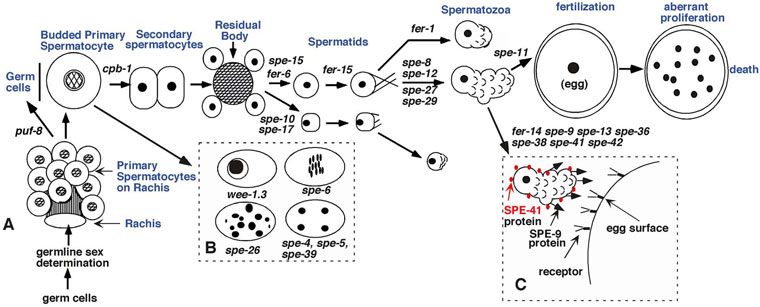 Budded Primary
Spermatocyte
Secondary
spermatocytes
Residual
Body
Spermatids
Spermatozoa
fertilization
aberrant
proliferation
Germ
cells
cpb-1
spe-15
fer-6
fer-15
fer-1
spe-8
spe-12
spe-27
spe-29
spe-11
(egg)
death
puf-8
spe-10
spe-17
fer-14 spe-9 spe-13 spe-36
spe-38 spe-41 spe-42
Primary
Spermatocytes
on Rachis
Rachis
A
germline sex
determination
germ cells
wee-1.3
spe-6
B
spe-26
spe-4, spe-5,
spe-39
SPE-41
protein
SPE-9
protein
egg surface
receptor
C